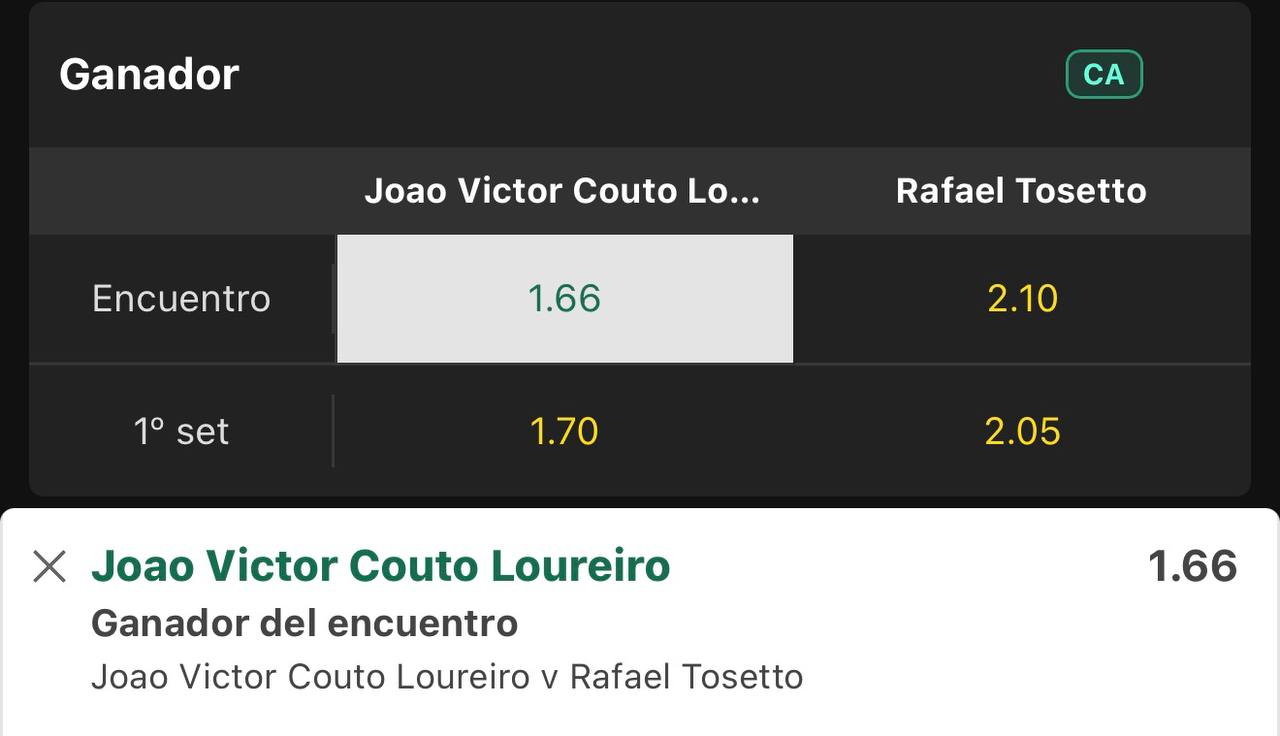 Ganador CA
Joao Victor Couto Lo... Rafael Tosetto
Encuentro 1.66 2.10
1º set 1.70 2.05
Joao Victor Couto Loureiro 1.66
Ganador del encuentro
Joao Victor Couto Loureiro v Rafael Tosetto